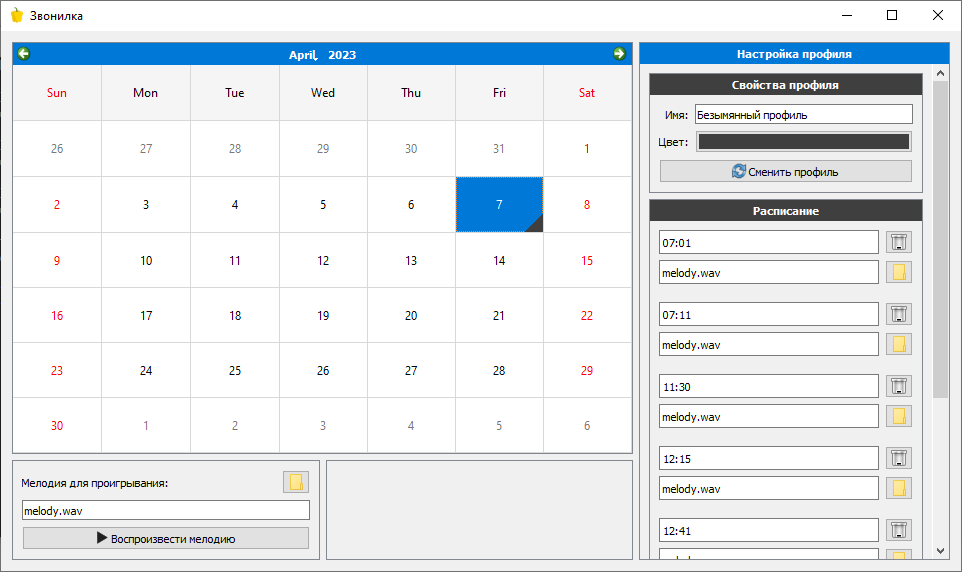 Звонилка
April, 2023
Sun Mon Tue Wed Thu Fri Sat
26 27 28 29 30 31 1
2 3 4 5 6 7 8
9 10 11 12 13 14 15
16 17 18 19 20 21 22
23 24 25 26 27 28 29
30 1 2 3 4 5 6
Мелодия для проигрывания:
melody.wav
Воспроизвести мелодию
Настройка профиля
Свойства профиля
Имя: Безымянный профиль
Цвет:
Сменить профиль
Расписание
07:01
melody.wav
07:11
melody.wav
11:30
melody.wav
12:15
melody.wav
12:41